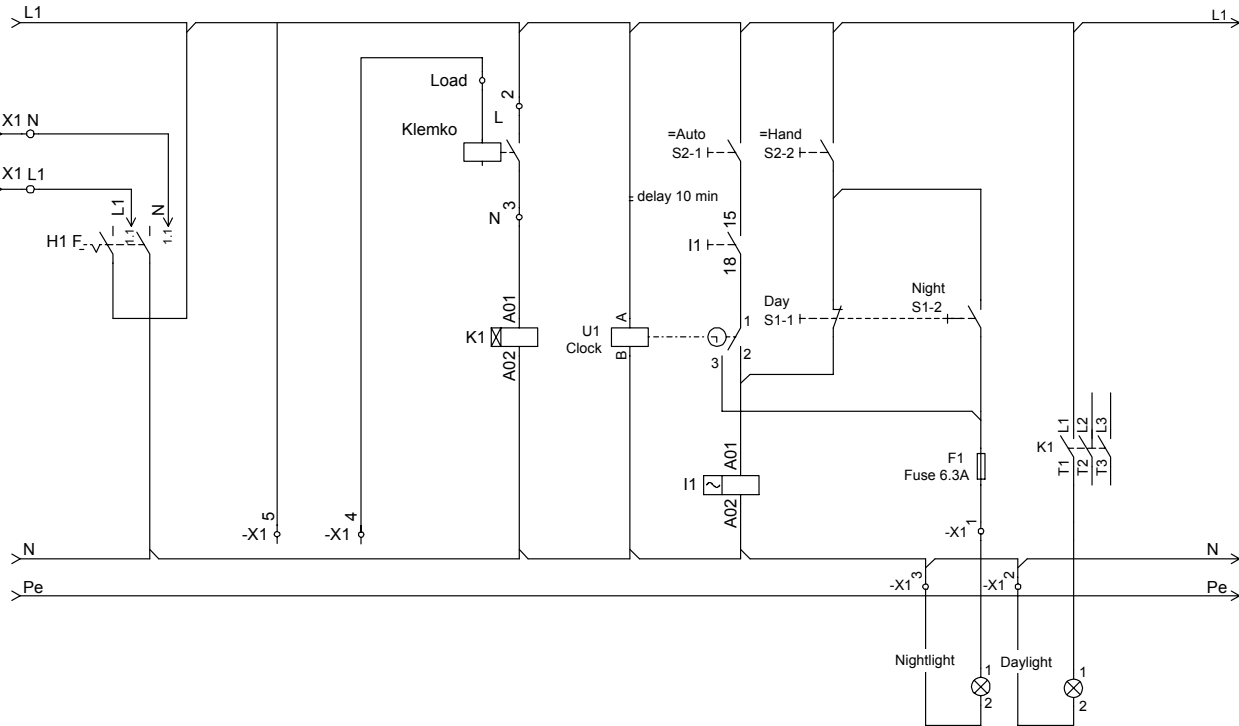 L1
L1
X1 N
X1 L1
L1
N
1.1
1.1
H1 F
Load
Klemko
2
L
3
N
A01
K1
A02
A
U1
Clock
B
delay 10 min
=Auto
S2-1
=Hand
S2-2
15
I1
18
Day
S1-1
Night
S1-2
1
2
3
A01
I1
A02
F1
Fuse 6.3A
K1
L1
L2
L3
T1
T2
T3
-X1
5
-X1
4
-X1
1
N
N
Pe
Pe
-X1
3
-X1
2
Nightlight
1
2
Daylight
1
2